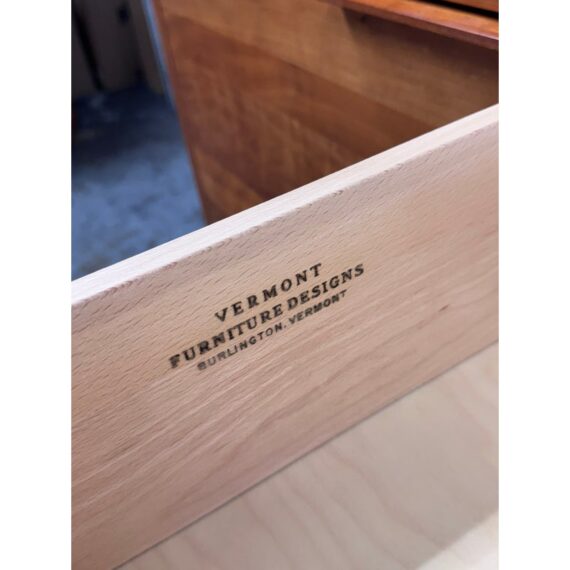 VERMONT
FURNITURE DESIGNS
BURLINGTON, VERMONT